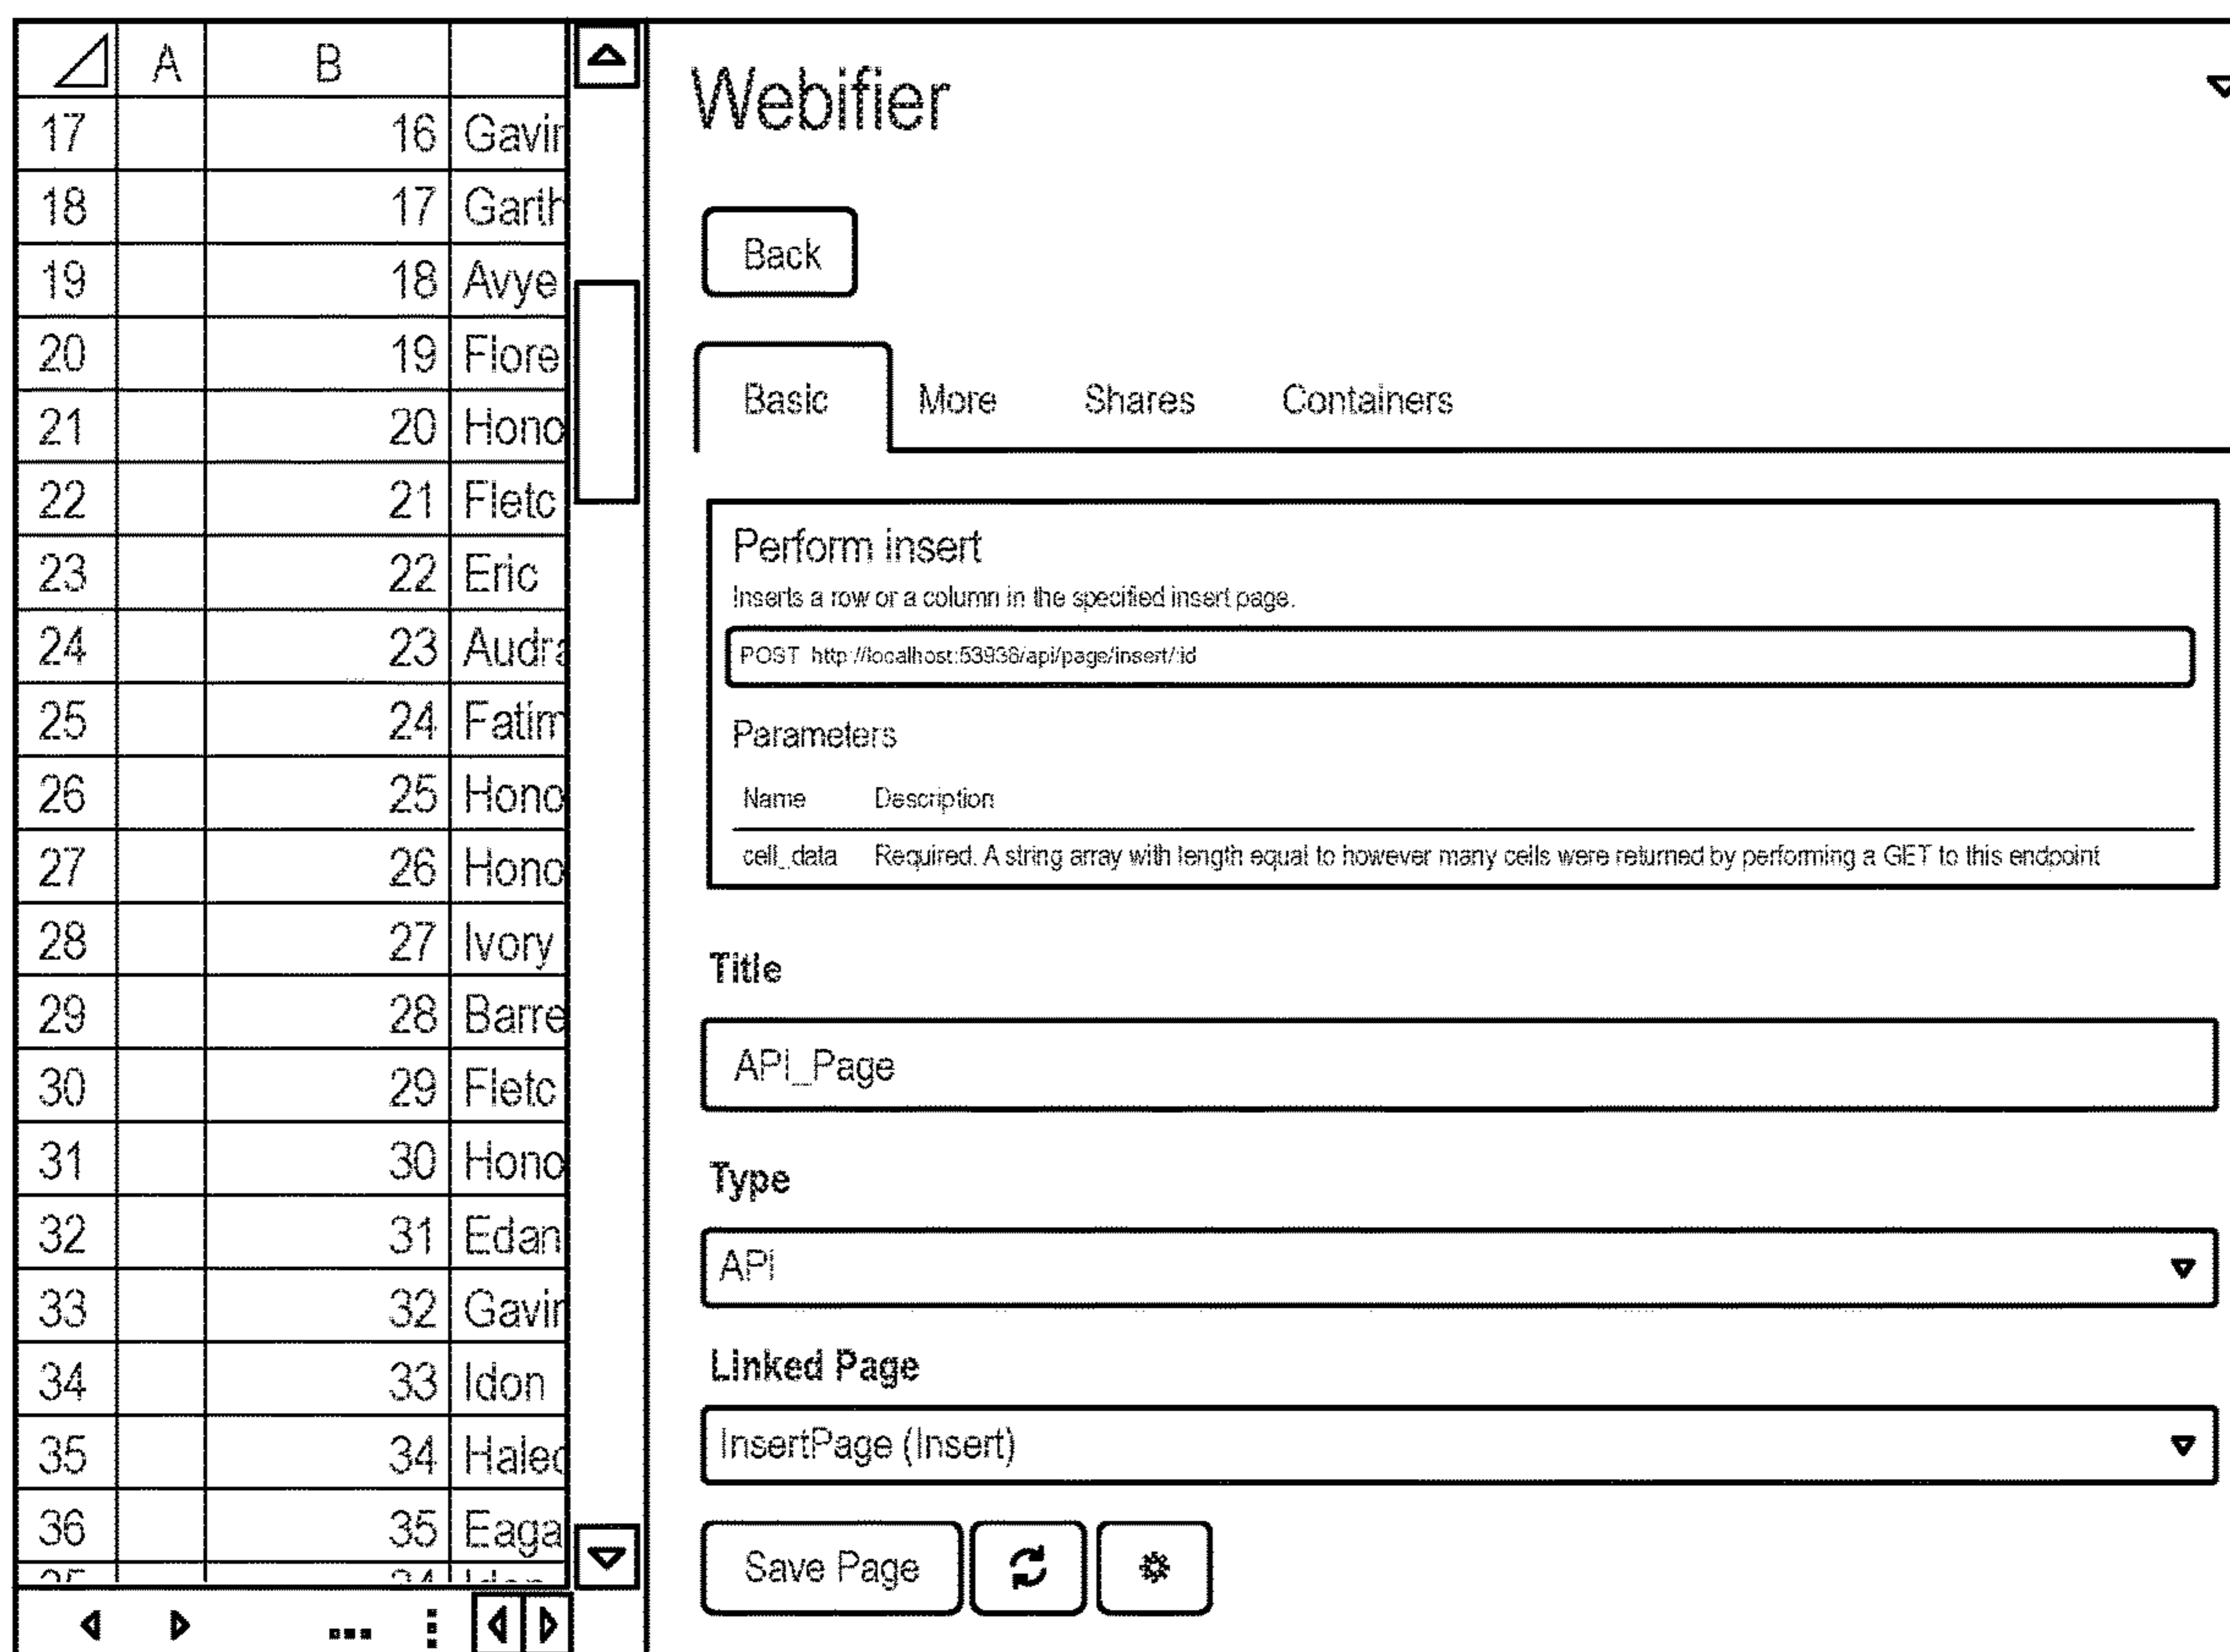 A B
17 16 Gavin
18 17 Garth
19 18 Avye
20 19 Flore
21 20 Hono
22 21 Fletc
23 22 Eric
24 23 Audra
25 24 Fatim
26 25 Hono
27 26 Hono
28 27 Ivory
29 28 Barre
30 29 Fletc
31 30 Hono
32 31 Edan
33 32 Gavin
34 33 Idon
35 34 Halec
36 35 Eaga
...
Webifier
Back
Basic More Shares Containers
Perform insert
Inserts a row or a column in the specified insert page.
POST http://localhost:53938/api/page/insert/:id
Parameters
Name Description
cell_data Required. A string array with length equal to however many cells were returned by performing a GET to this endpoint
Title
API_Page
Type
API
Linked Page
InsertPage (Insert)
Save Page